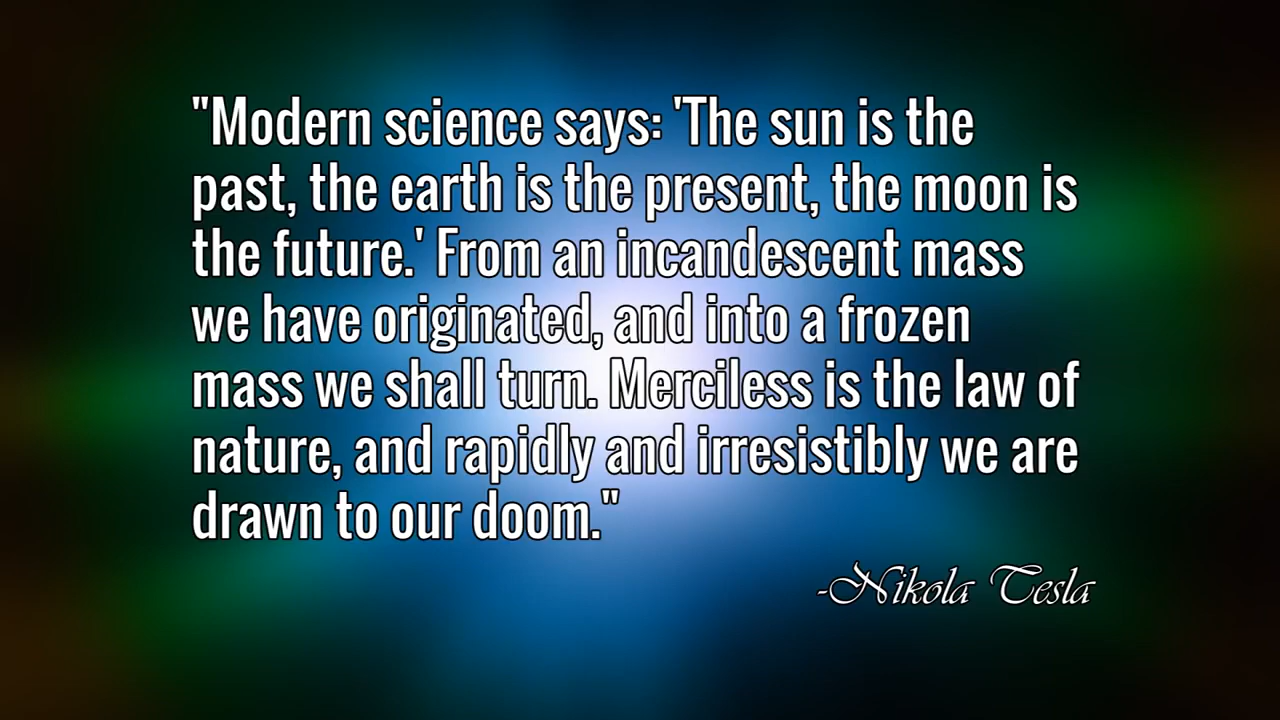 "Modern science says: 'The sun is the
past, the earth is the present, the moon is
the future.' From an incandescent mass
we have originated, and into a frozen
mass we shall turn. Merciless is the law of
nature, and rapidly and irresistibly we are
drawn to our doom."
-Nikola Tesla